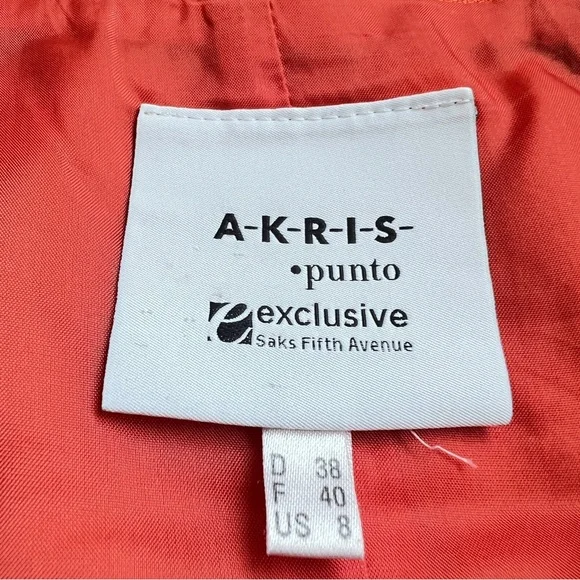 A-K-R-I-S-
•punto
e exclusive
Saks Fifth Avenue
D 38
F 40
US 8